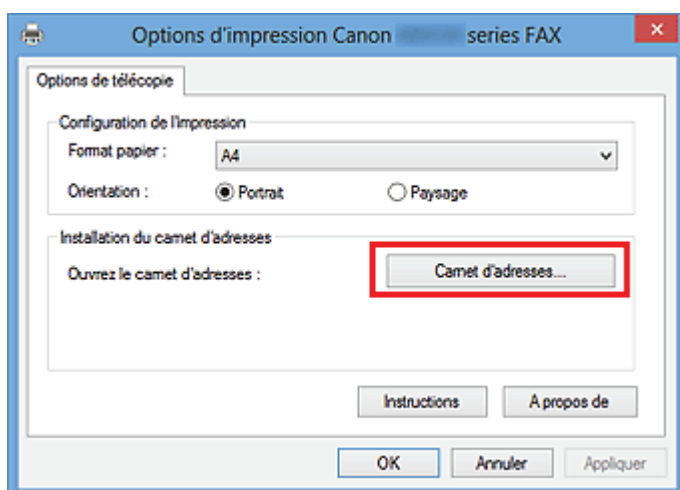 Options d'impression Canon series FAX
Options de télécopie
Configuration de l'impression
Format papier :
A4
Orientation :
Portrait
Paysage
Installation du carnet d'adresses
Ouvrez le carnet d'adresses :
Carnet d'adresses...
Instructions
A propos de
OK
Annuler
Appliquer